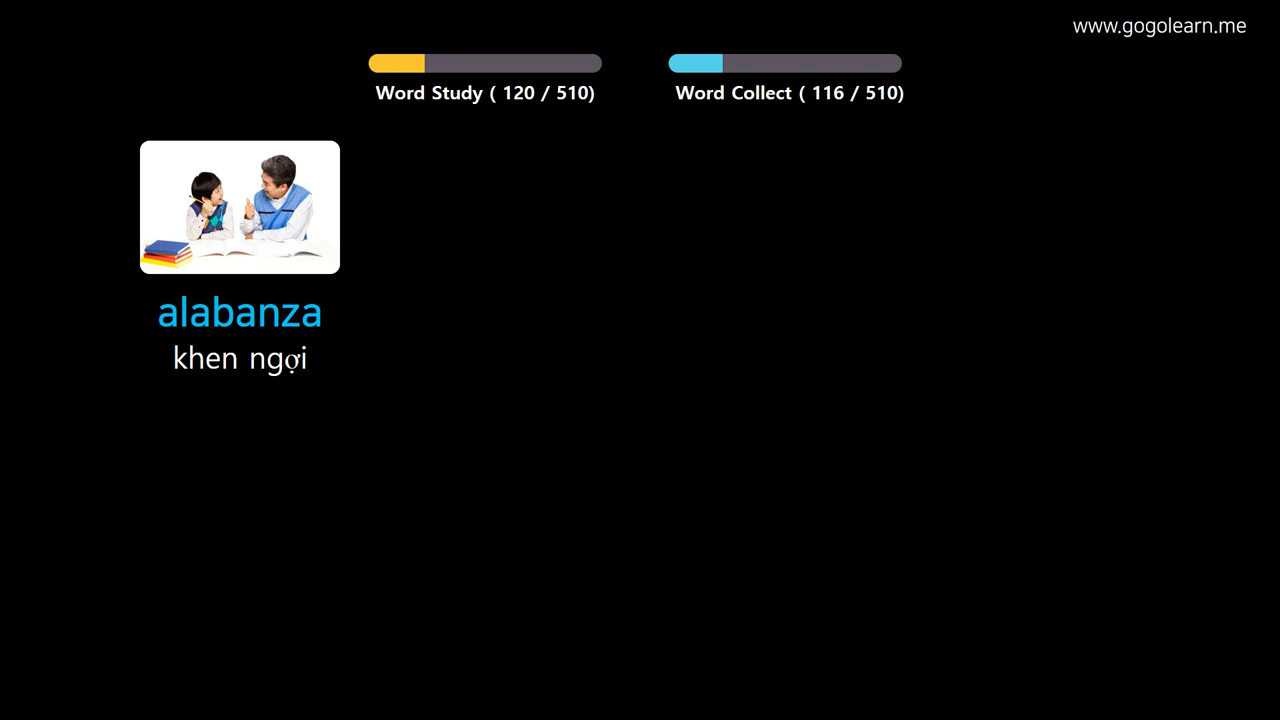 www.gogolearn.me
Word Study ( 120 / 510)
Word Collect ( 116 / 510)
alabanza
khen ngợi